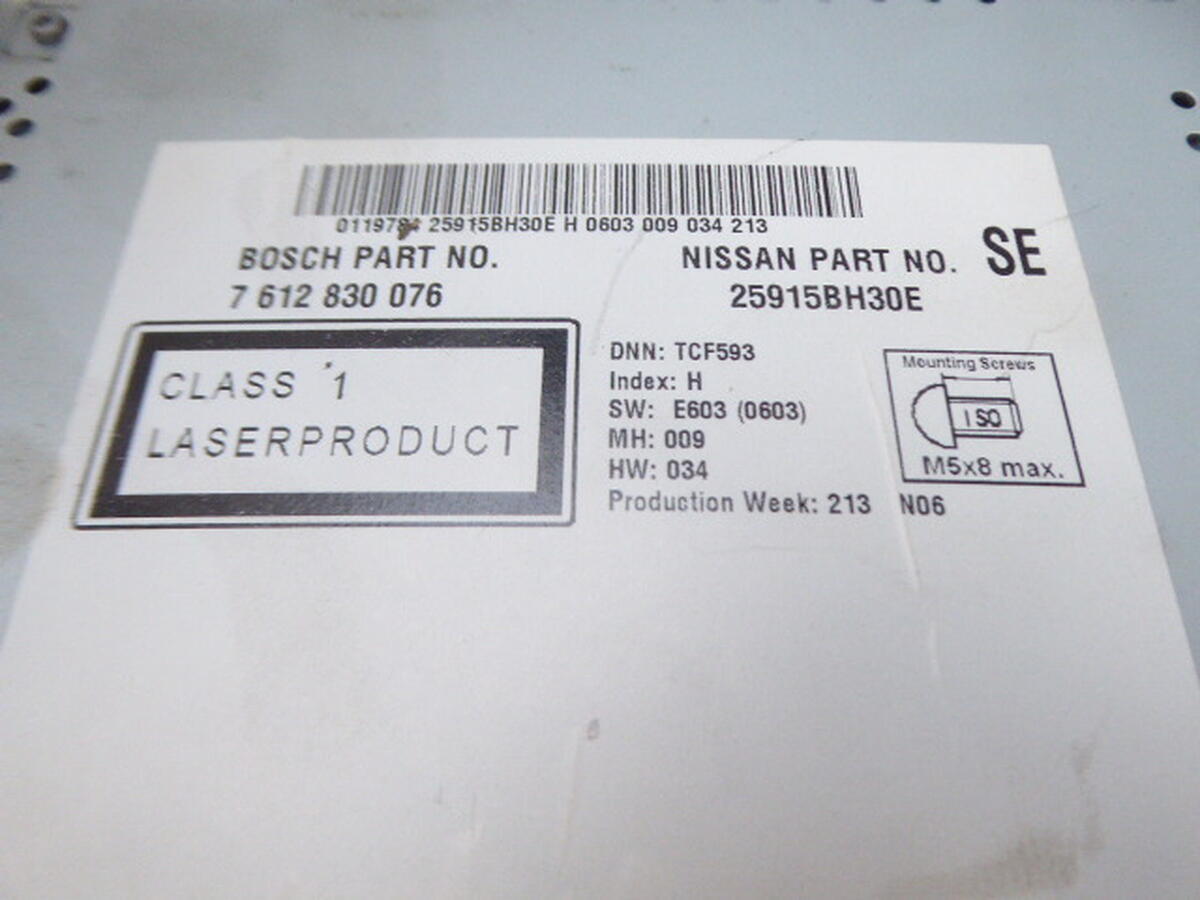 25915BH30E H 0603 009 034 213
BOSCH PART NO.
7 612 830 076
NISSAN PART NO. SE
25915BH30E
CLASS 1
LASERPRODUCT
DNN: TCF593
Index: H
SW: E603 (0603)
MH: 009
HW: 034
Production Week: 213 N06
Mounting Screws
ISO
M5x8 max.